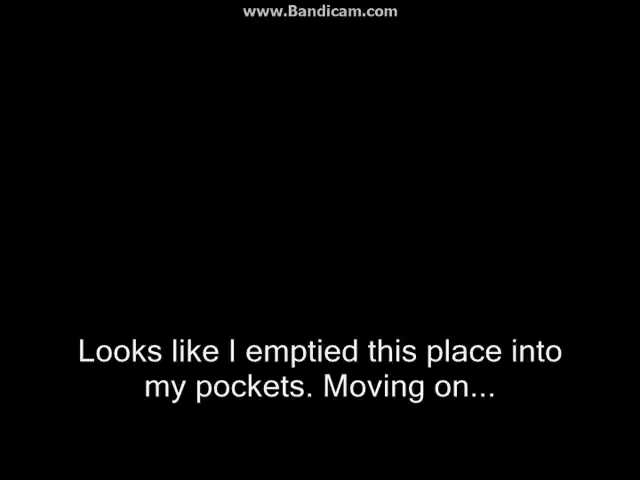 www.Bandicam.com
Looks like I emptied this place into
my pockets. Moving on...